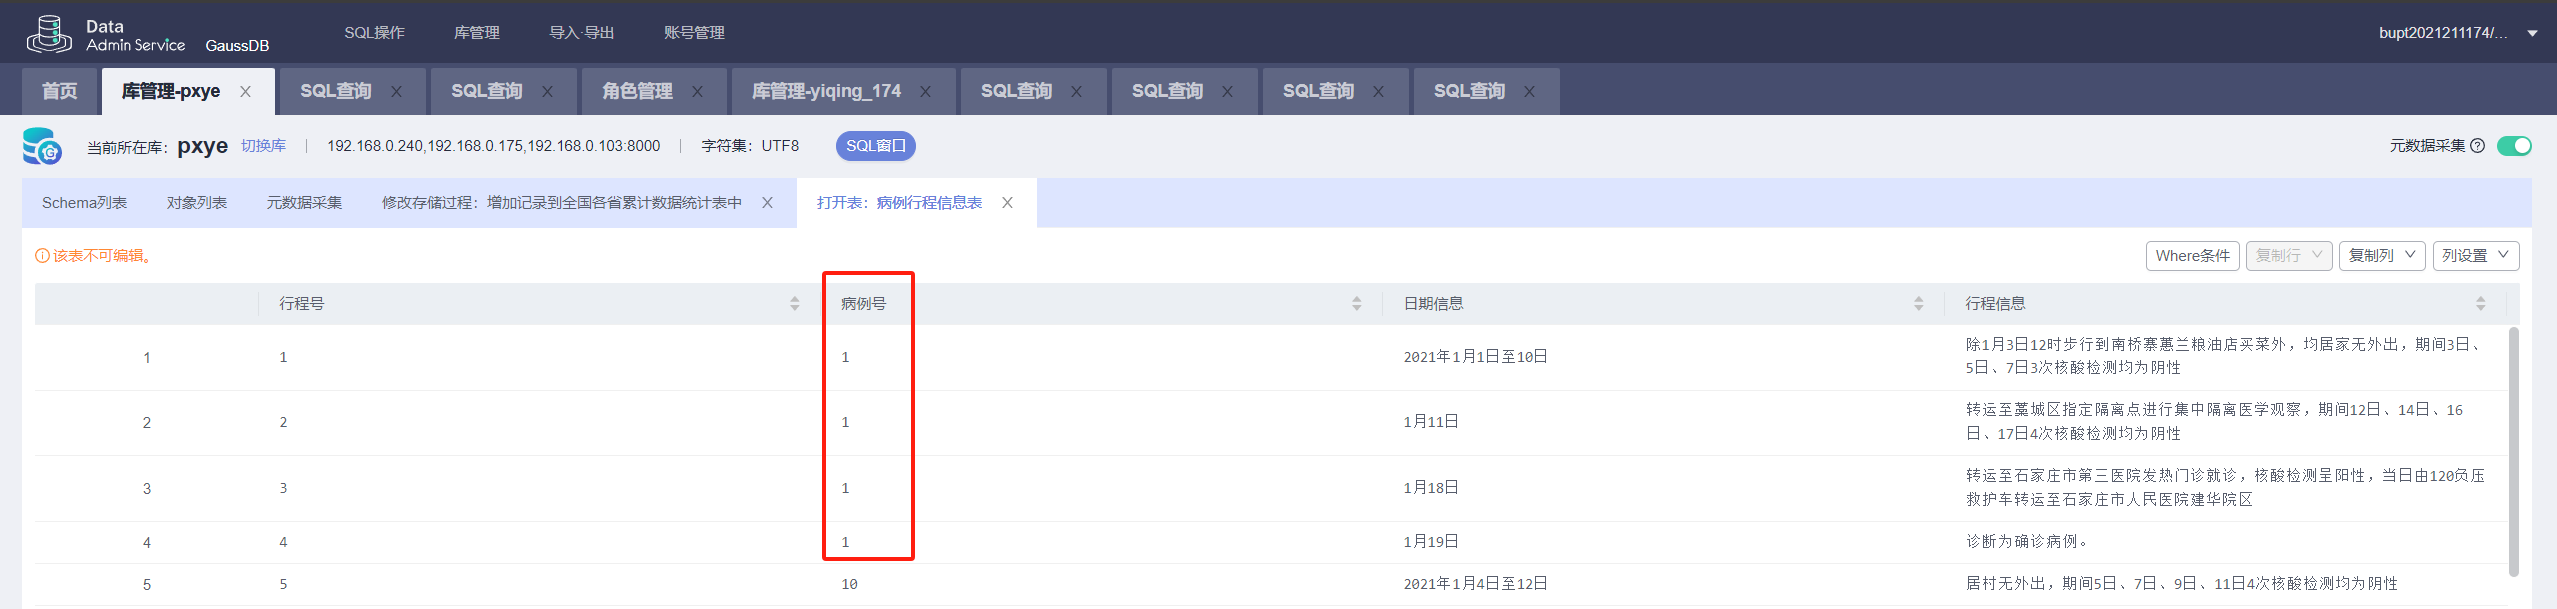 Data
Admin Service GaussDB SQL操作 库管理 导入·导出 账号管理 bupt2021211174/...
首页 库管理-pxye SQL查询 SQL查询 角色管理 库管理-yiqing_174 SQL查询 SQL查询 SQL查询 SQL查询
当前所在库: pxye 切换库 192.168.0.240,192.168.0.175,192.168.0.103:8000 字符集: UTF8 SQL窗口 元数据采集
Schema列表 对象列表 元数据采集 修改存储过程: 增加记录到全国各省累计数据统计表中 打开表: 病例行程信息表
该表不可编辑。 Where条件 复制行 复制列 列设置
行程号 病例号 日期信息 行程信息
1 1 1 2021年1月1日至10日 除1月3日12时步行到南桥寨蕙兰粮油店买菜外，均居家无外出，期间3日、
5日、7日3次核酸检测均为阴性
2 2 1 1月11日 转运至藁城区指定隔离点进行集中隔离医学观察，期间12日、14日、16
日、17日4次核酸检测均为阴性
3 3 1 1月18日 转运至石家庄市第三医院发热门诊就诊，核酸检测呈阳性，当日由120负压
救护车转运至石家庄市人民医院建华院区
4 4 1 1月19日 诊断为确诊病例。
5 5 10 2021年1月4日至12日 居村无外出，期间5日、7日、9日、11日4次核酸检测均为阴性